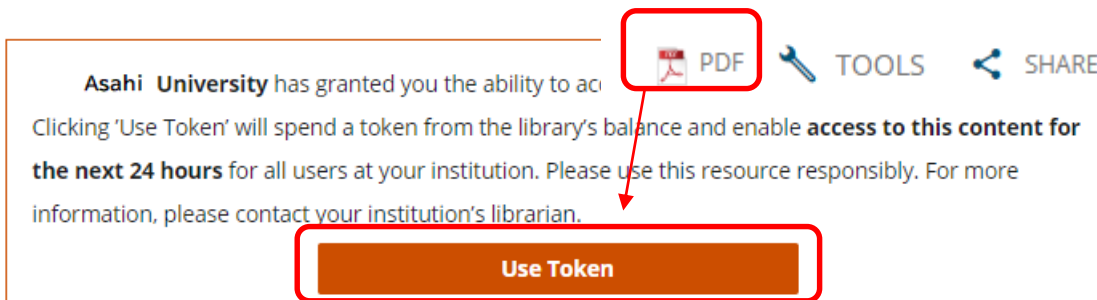 PDF TOOLS SHARE
Asahi University has granted you the ability to
Clicking ‘Use Token’ will spend a token from the library’s balance and enable access to this content for
the next 24 hours for all users at your institution. Please use this resource responsibly. For more
information, please contact your institution’s librarian.
Use Token